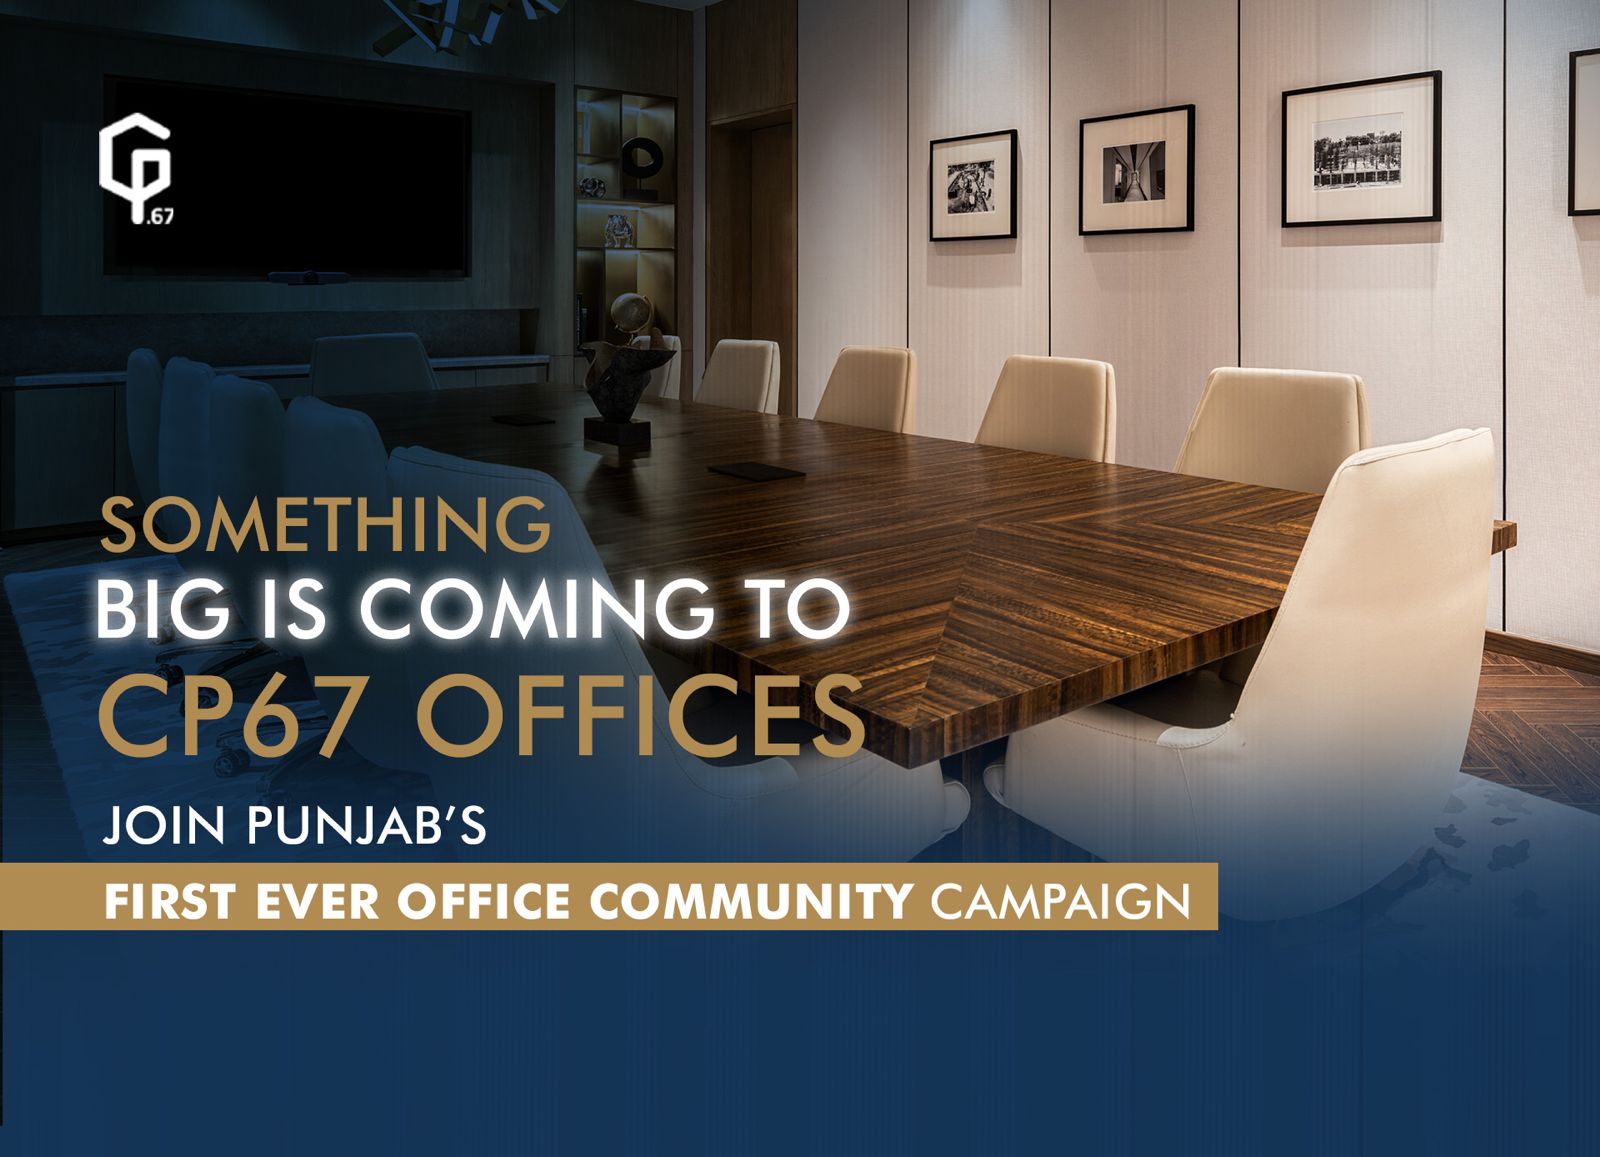 CP.67
SOMETHING
BIG IS COMING TO
CP67 OFFICES
JOIN PUNJAB’S
FIRST EVER OFFICE COMMUNITY CAMPAIGN